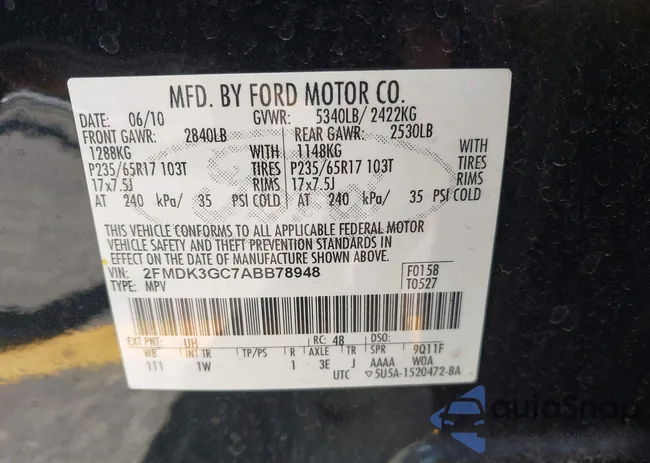 MFD. BY FORD MOTOR CO.
DATE: 06/10 GVWR: 5340LB/ 2422KG
FRONT GAWR: 2840LB REAR GAWR: 2530LB
1288KG WITH 1148KG WITH
P235/65R17 103T TIRES P235/65R17 103T TIRES
17x7.5J RIMS 17x7.5J RIMS
AT 240 kPa/ 35 PSI COLD AT 240 kPa/ 35 PSI COLD
THIS VEHICLE CONFORMS TO ALL APPLICABLE FEDERAL MOTOR
VEHICLE SAFETY AND BUMPER STANDARDS IN
EFFECT ON THE DATE OF MANUFACTURE SHOWN ABOVE.
VIN: 2FMDK3GC7ABB78948 F0158
TYPE: MPV T0527
EXT PNT: UH RC: 48 DSO:
WB INT TR TP/PS R AXLE TR SPR 9Q11F
111 1W 1 3E J AAAA WOA
UTC ▽5U5A-1520472-BA
autoSnap